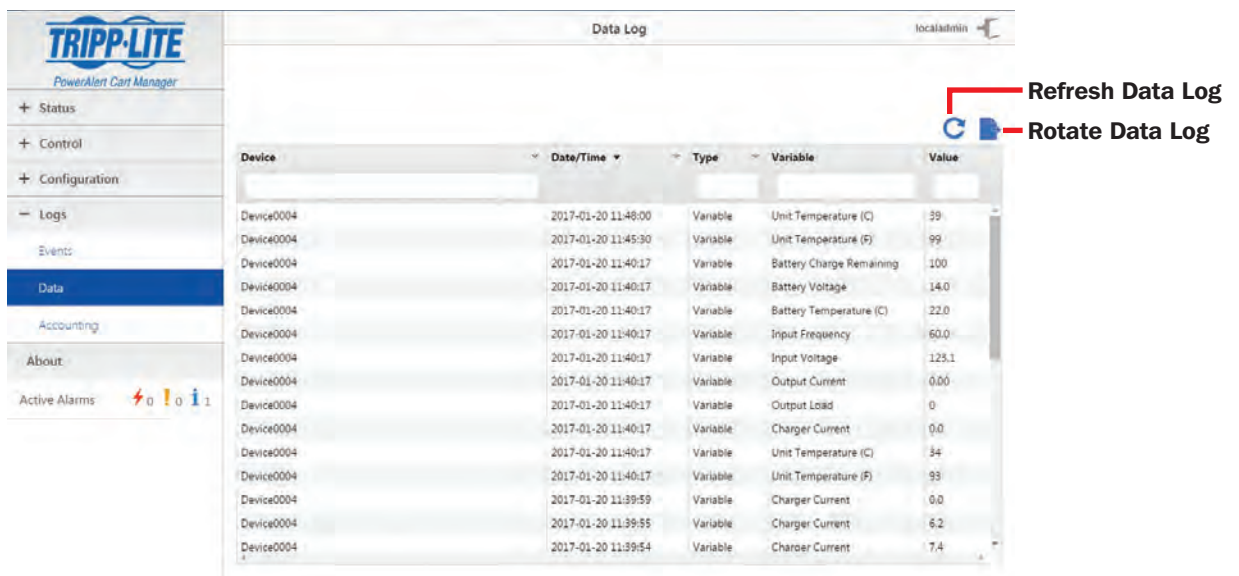 Data Log
localadmin
TRIPP·LITE
PowerAlert Cart Manager
Refresh Data Log
Rotate Data Log
+ Status
+ Control
+ Configuration
− Logs
Events
Data
Accounting
About
Active Alarms 0 0 1
Device Date/Time Type Variable Value
Device0004 2017-01-20 11:48:00 Variable Unit Temperature (C) 39
Device0004 2017-01-20 11:45:30 Variable Unit Temperature (F) 99
Device0004 2017-01-20 11:40:17 Variable Battery Charge Remaining 100
Device0004 2017-01-20 11:40:17 Variable Battery Voltage 14.0
Device0004 2017-01-20 11:40:17 Variable Battery Temperature (C) 22.0
Device0004 2017-01-20 11:40:17 Variable Input Frequency 60.0
Device0004 2017-01-20 11:40:17 Variable Input Voltage 123.1
Device0004 2017-01-20 11:40:17 Variable Output Current 0.00
Device0004 2017-01-20 11:40:17 Variable Output Load 0
Device0004 2017-01-20 11:40:17 Variable Charger Current 0.0
Device0004 2017-01-20 11:40:17 Variable Unit Temperature (C) 34
Device0004 2017-01-20 11:40:17 Variable Unit Temperature (F) 93
Device0004 2017-01-20 11:39:59 Variable Charger Current 0.0
Device0004 2017-01-20 11:39:55 Variable Charger Current 6.2
Device0004 2017-01-20 11:39:54 Variable Charger Current 7.4